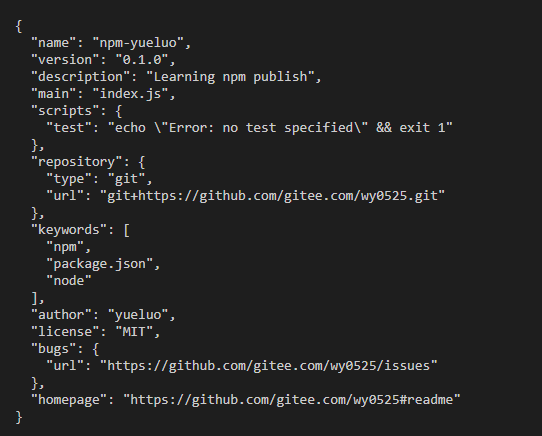 {
  "name": "npm-yueluo",
  "version": "0.1.0",
  "description": "Learning npm publish",
  "main": "index.js",
  "scripts": {
    "test": "echo \"Error: no test specified\" && exit 1"
  },
  "repository": {
    "type": "git",
    "url": "git+https://github.com/gitee.com/wy0525.git"
  },
  "keywords": [
    "npm",
    "package.json",
    "node"
  ],
  "author": "yueluo",
  "license": "MIT",
  "bugs": {
    "url": "https://github.com/gitee.com/wy0525/issues"
  },
  "homepage": "https://github.com/gitee.com/wy0525#readme"
}